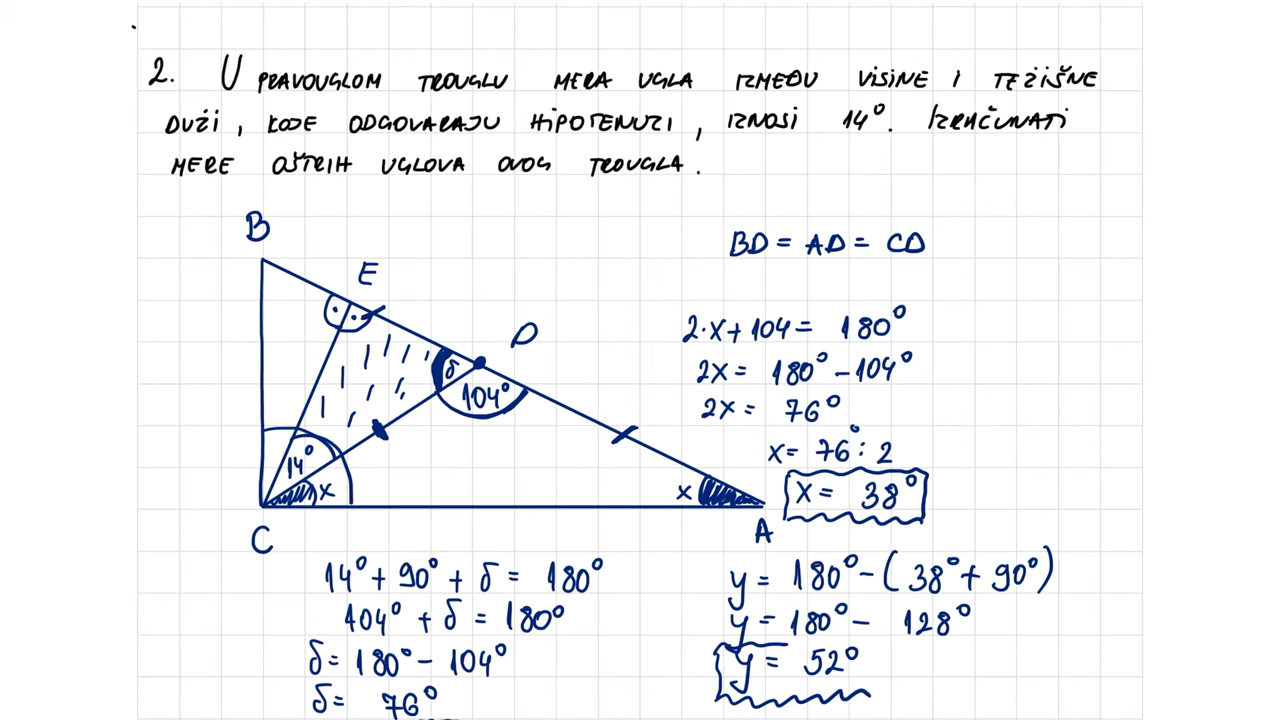 2. U PRAVOUGLOM TROUGLU MERA UGLA IZMEĐU VISINE I TEŽIŠNE
DUŽI, KOJE ODGOVARAJU HIPOTENUZI, IZNOSI 14°. IZRAČUNATI
MERE OŠTRIH UGLOVA OVOG TROUGLA.
B
E
D
δ
104°
14°
x
x
C
A
BD = AD = CD
2·x + 104 = 180°
2x = 180° - 104°
2x = 76°
x = 76° : 2
x = 38°
14° + 90° + δ = 180°
104° + δ = 180°
δ = 180° - 104°
δ = 76°
y = 180° - (38° + 90°)
y = 180° - 128°
y = 52°